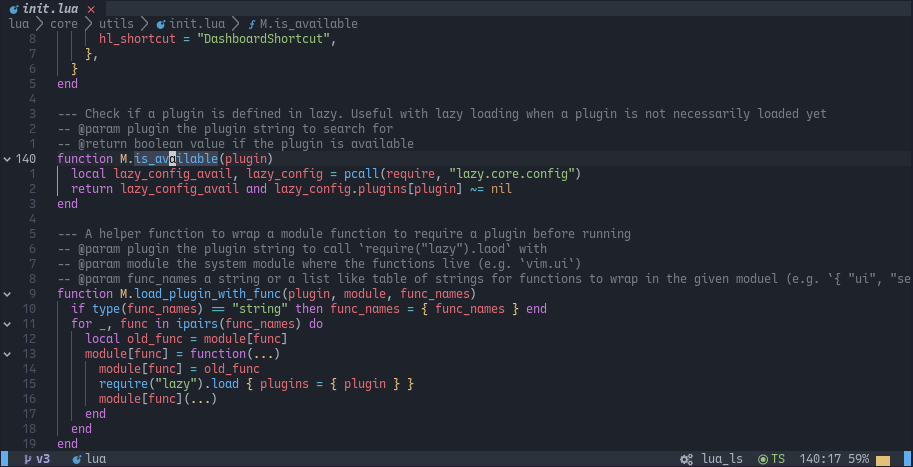 init.lua ×
lua > core > utils > init.lua > ƒ M.is_available
8 hl_shortcut = "DashboardShortcut",
7 },
6 }
5 end
4
3 --- Check if a plugin is defined in lazy. Useful with lazy loading when a plugin is not necessarily loaded yet
2 -- @param plugin the plugin string to search for
1 -- @return boolean value if the plugin is available
140 function M.is_available(plugin)
1 local lazy_config_avail, lazy_config = pcall(require, "lazy.core.config")
2 return lazy_config_avail and lazy_config.plugins[plugin] ~= nil
3 end
4
5 --- A helper function to wrap a module function to require a plugin before running
6 -- @param plugin the plugin string to call `require("lazy").laod` with
7 -- @param module the system module where the functions live (e.g. `vim.ui`)
8 -- @param func_names a string or a list like table of strings for functions to wrap in the given moduel (e.g. `{ "ui", "se
9 function M.load_plugin_with_func(plugin, module, func_names)
10 if type(func_names) == "string" then func_names = { func_names } end
11 for _, func in ipairs(func_names) do
12 local old_func = module[func]
13 module[func] = function(...)
14 module[func] = old_func
15 require("lazy").load { plugins = { plugin } }
16 module[func](...)
17 end
18 end
19 end
v3 lua lua_ls TS 140:17 59%